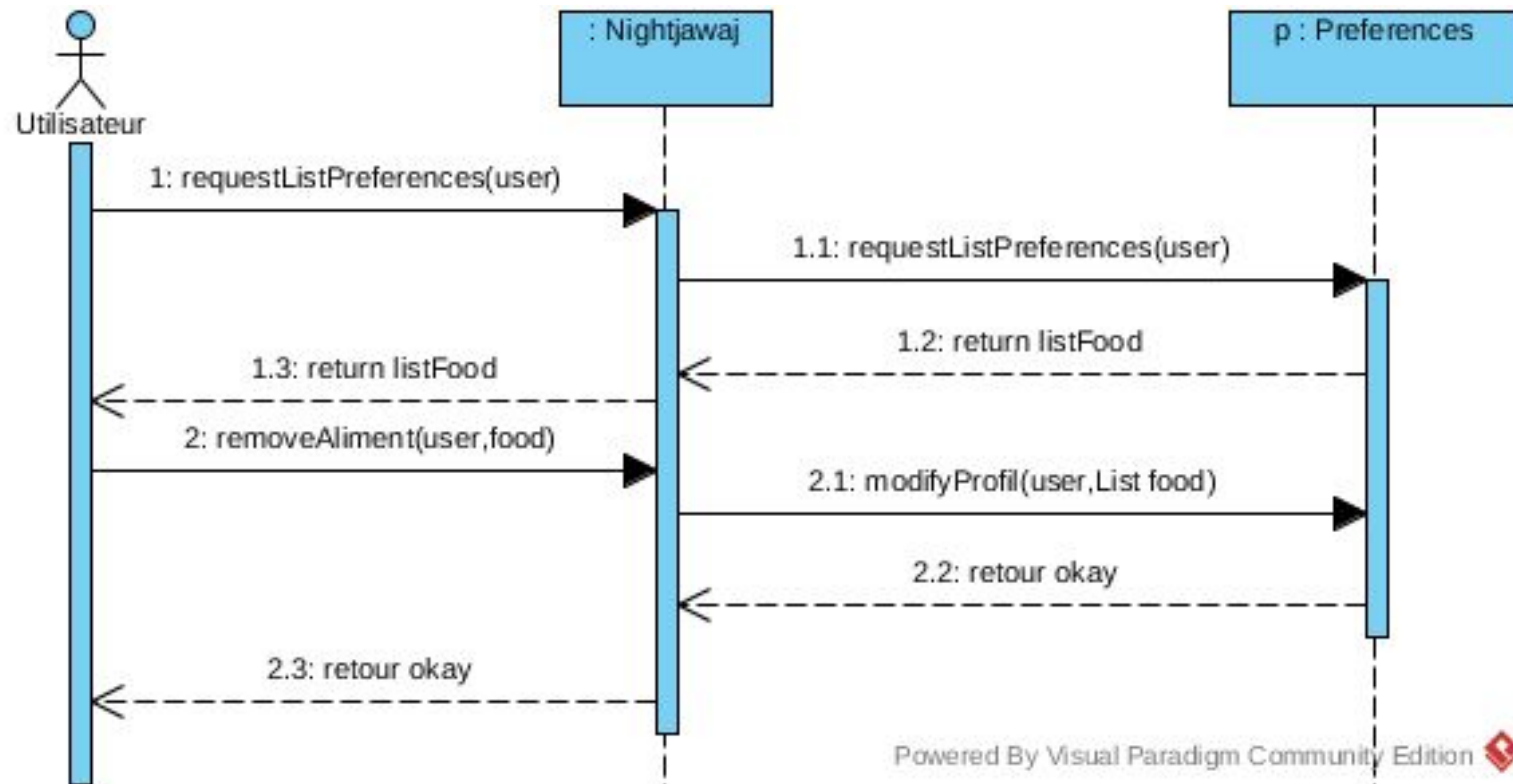 : Nightjawaj
p : Preferences
Utilisateur
1: requestListPreferences(user)
1.1: requestListPreferences(user)
1.2: return listFood
1.3: return listFood
2: removeAliment(user,food)
2.1: modifyProfil(user,List food)
2.2: retour okay
2.3: retour okay
Powered By Visual Paradigm Community Edition